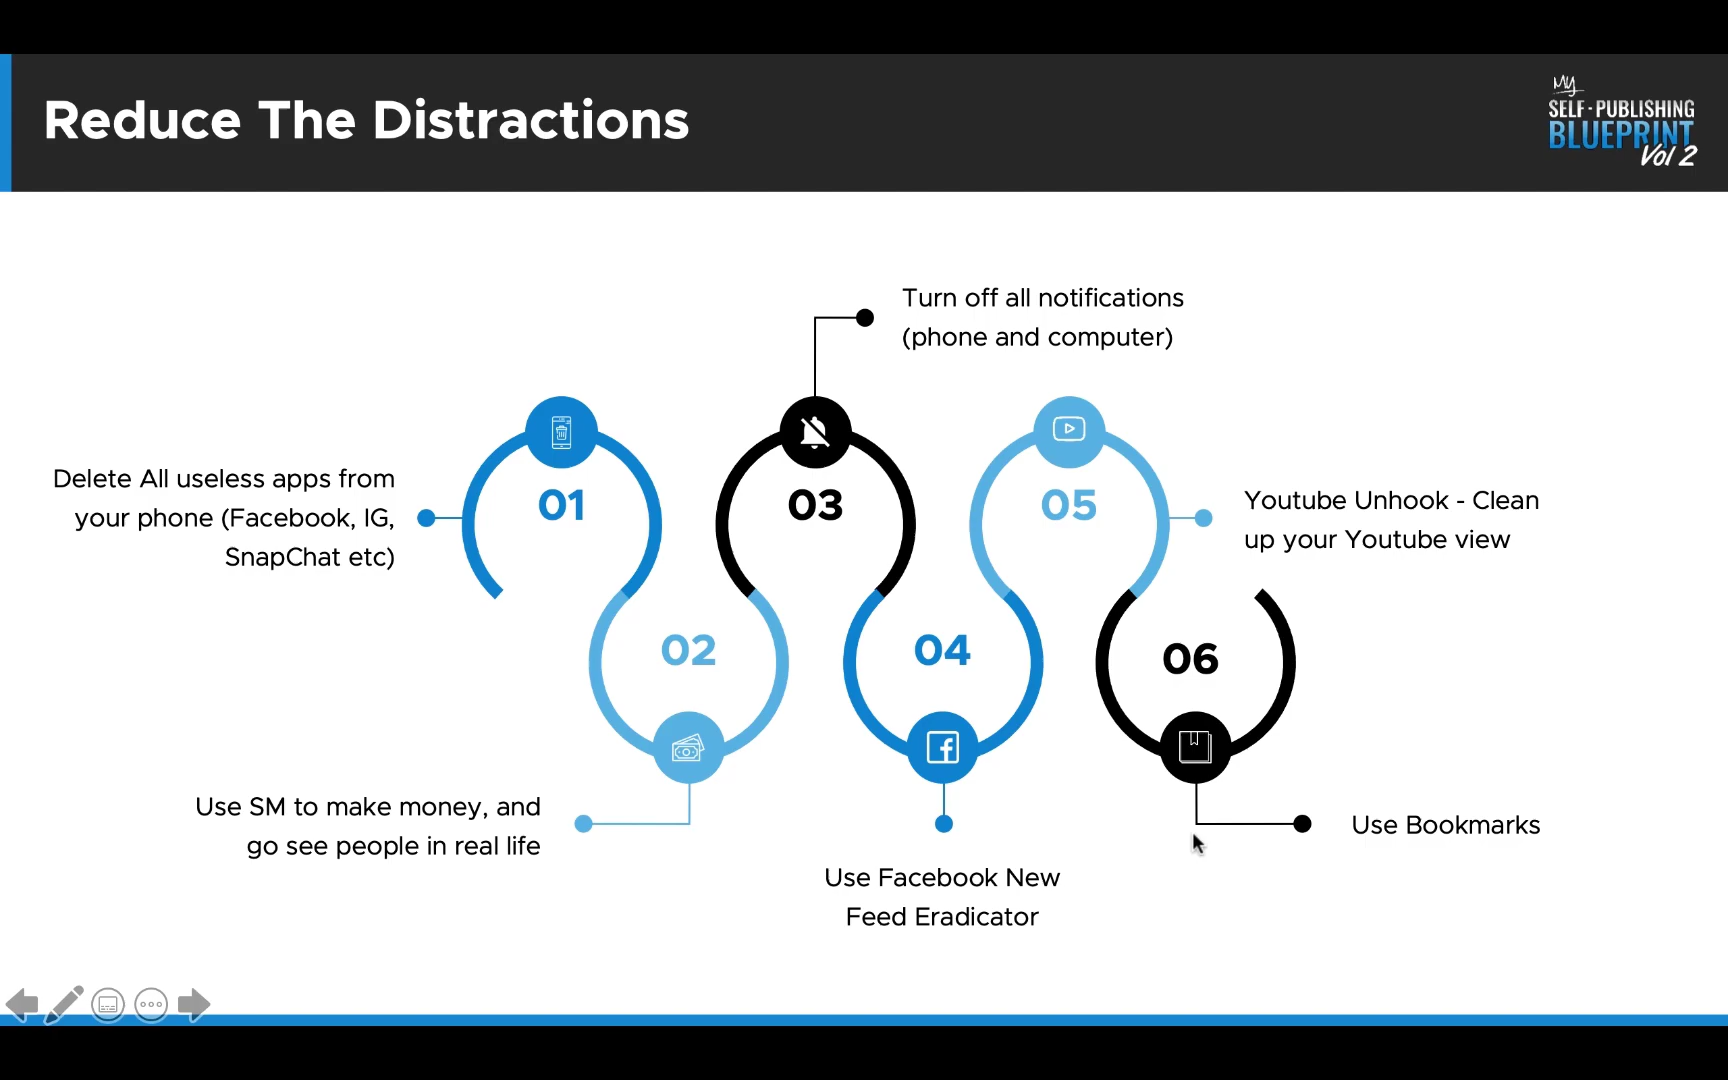 Reduce The Distractions
My
SELF-PUBLISHING
BLUEPRINT
Vol 2
Delete All useless apps from
your phone (Facebook, IG,
SnapChat etc)
01
Use SM to make money, and
go see people in real life
02
Turn off all notifications
(phone and computer)
03
04
Use Facebook New
Feed Eradicator
05
Youtube Unhook - Clean
up your Youtube view
06
Use Bookmarks